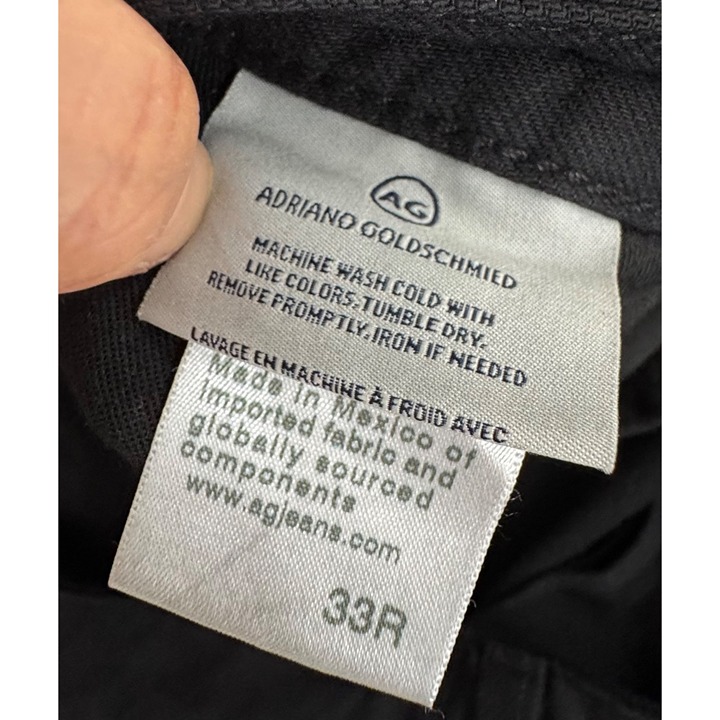 AG
ADRIANO GOLDSCHMIED
MACHINE WASH COLD WITH
LIKE COLORS. TUMBLE DRY.
REMOVE PROMPTLY. IRON IF NEEDED
LAVAGE EN MACHINE À FROID AVEC
Made in Mexico of
imported fabric and
globally sourced
components
www.agjeans.com
33R